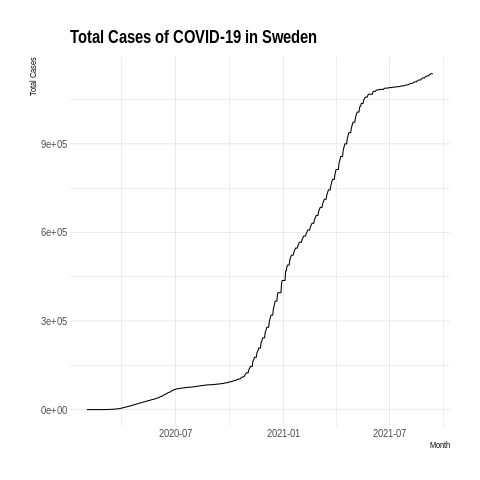 Total Cases of COVID-19 in Sweden
Total Cases
9e+05
6e+05
3e+05
0e+00
2020-07 2021-01 2021-07
Month